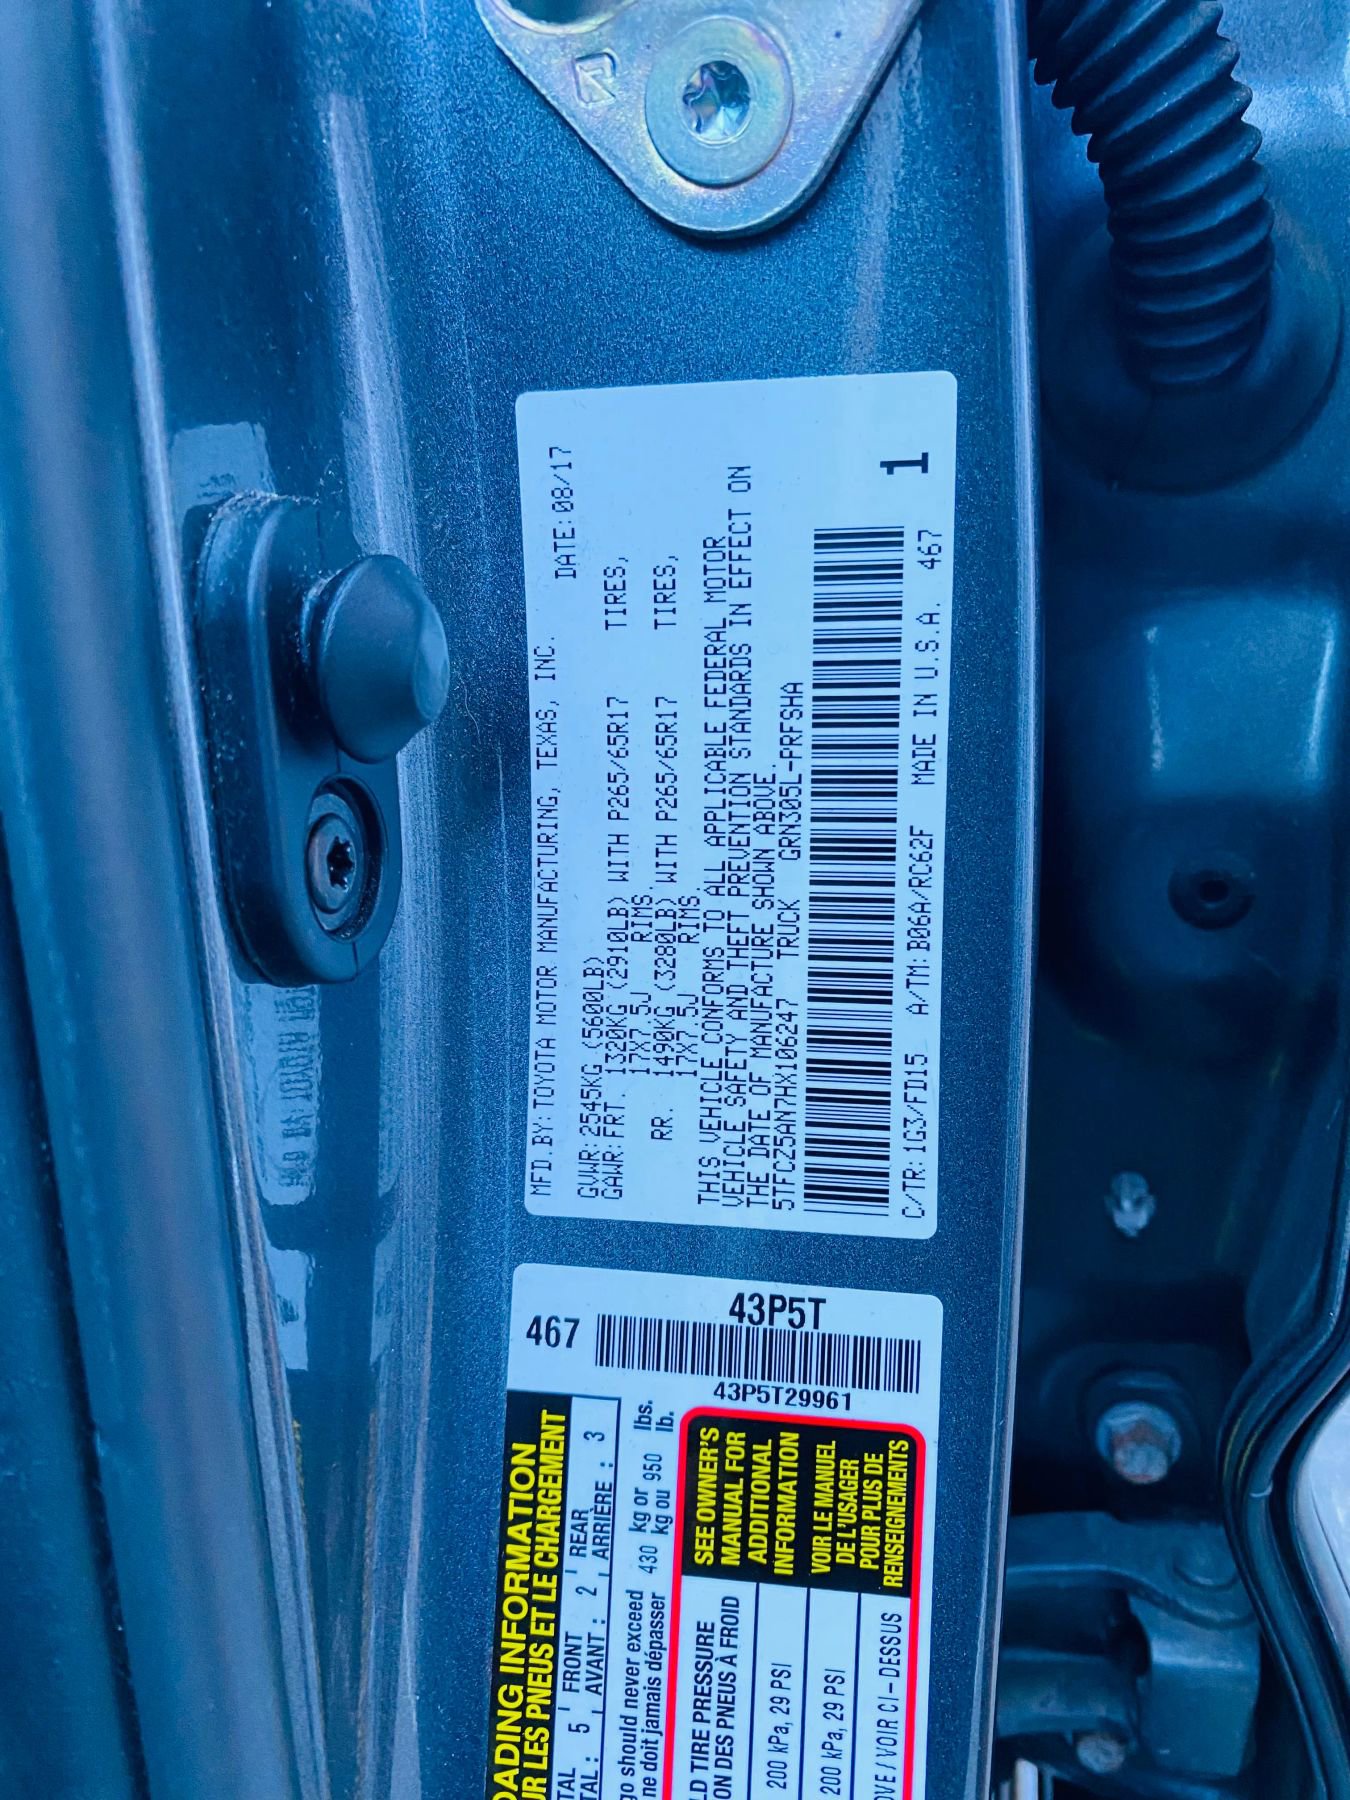 MFD.BY:TOYOTA MOTOR MANUFACTURING, TEXAS, INC.
DATE:08/17
GVWR:2545KG (5600LB)
GAWR:FRT. 1320KG (2910LB) WITH P265/65R17 TIRES,
17X7.5J RIMS.
RR. 1490KG (3280LB) WITH P265/65R17 TIRES,
17X7.5J RIMS.
THIS VEHICLE CONFORMS TO ALL APPLICABLE FEDERAL MOTOR
VEHICLE SAFETY AND THEFT PREVENTION STANDARDS IN EFFECT ON
THE DATE OF MANUFACTURE SHOWN ABOVE.
5TFCZ5AN7HX106247 TRUCK GRN305L-PRFSHA
1
C/TR:1G3/FD15 A/TM:B06A/RC62F MADE IN U.S.A. 467
467
43P5T
43P5T29961
ADING INFORMATION
UR LES PNEUS ET LE CHARGEMENT
TAL 5 FRONT 2 REAR 3
TAL : 5 AVANT : 2 ARRIÈRE : 3
go should never exceed 430 kg or 950 lbs.
ne doit jamais dépasser kg ou lb.
LD TIRE PRESSURE
ON DES PNEUS À FROID
200 kPa, 29 PSI
200 kPa, 29 PSI
OVE / VOIR CI-DESSUS
SEE OWNER'S
MANUAL FOR
ADDITIONAL
INFORMATION
VOIR LE MANUEL
DE L'USAGER
POUR PLUS DE
RENSEIGNEMENTS